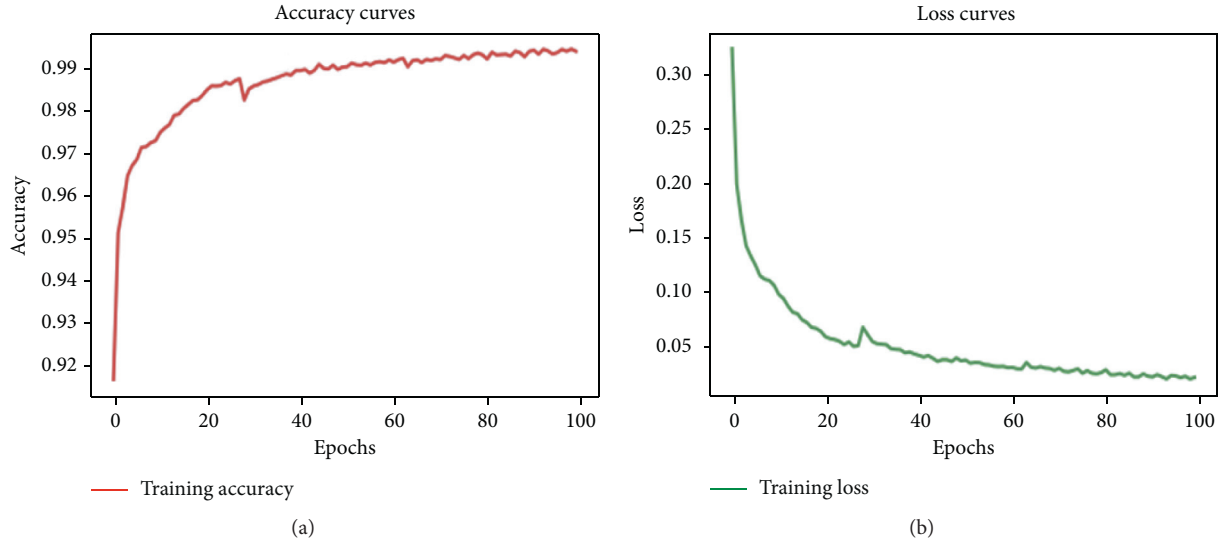 Accuracy curves
0.99
0.98
0.97
0.96
0.95
0.94
0.93
0.92
Accuracy
0 20 40 60 80 100
Epochs
Training accuracy
(a)
Loss curves
0.30
0.25
0.20
0.15
0.10
0.05
Loss
0 20 40 60 80 100
Epochs
Training loss
(b)